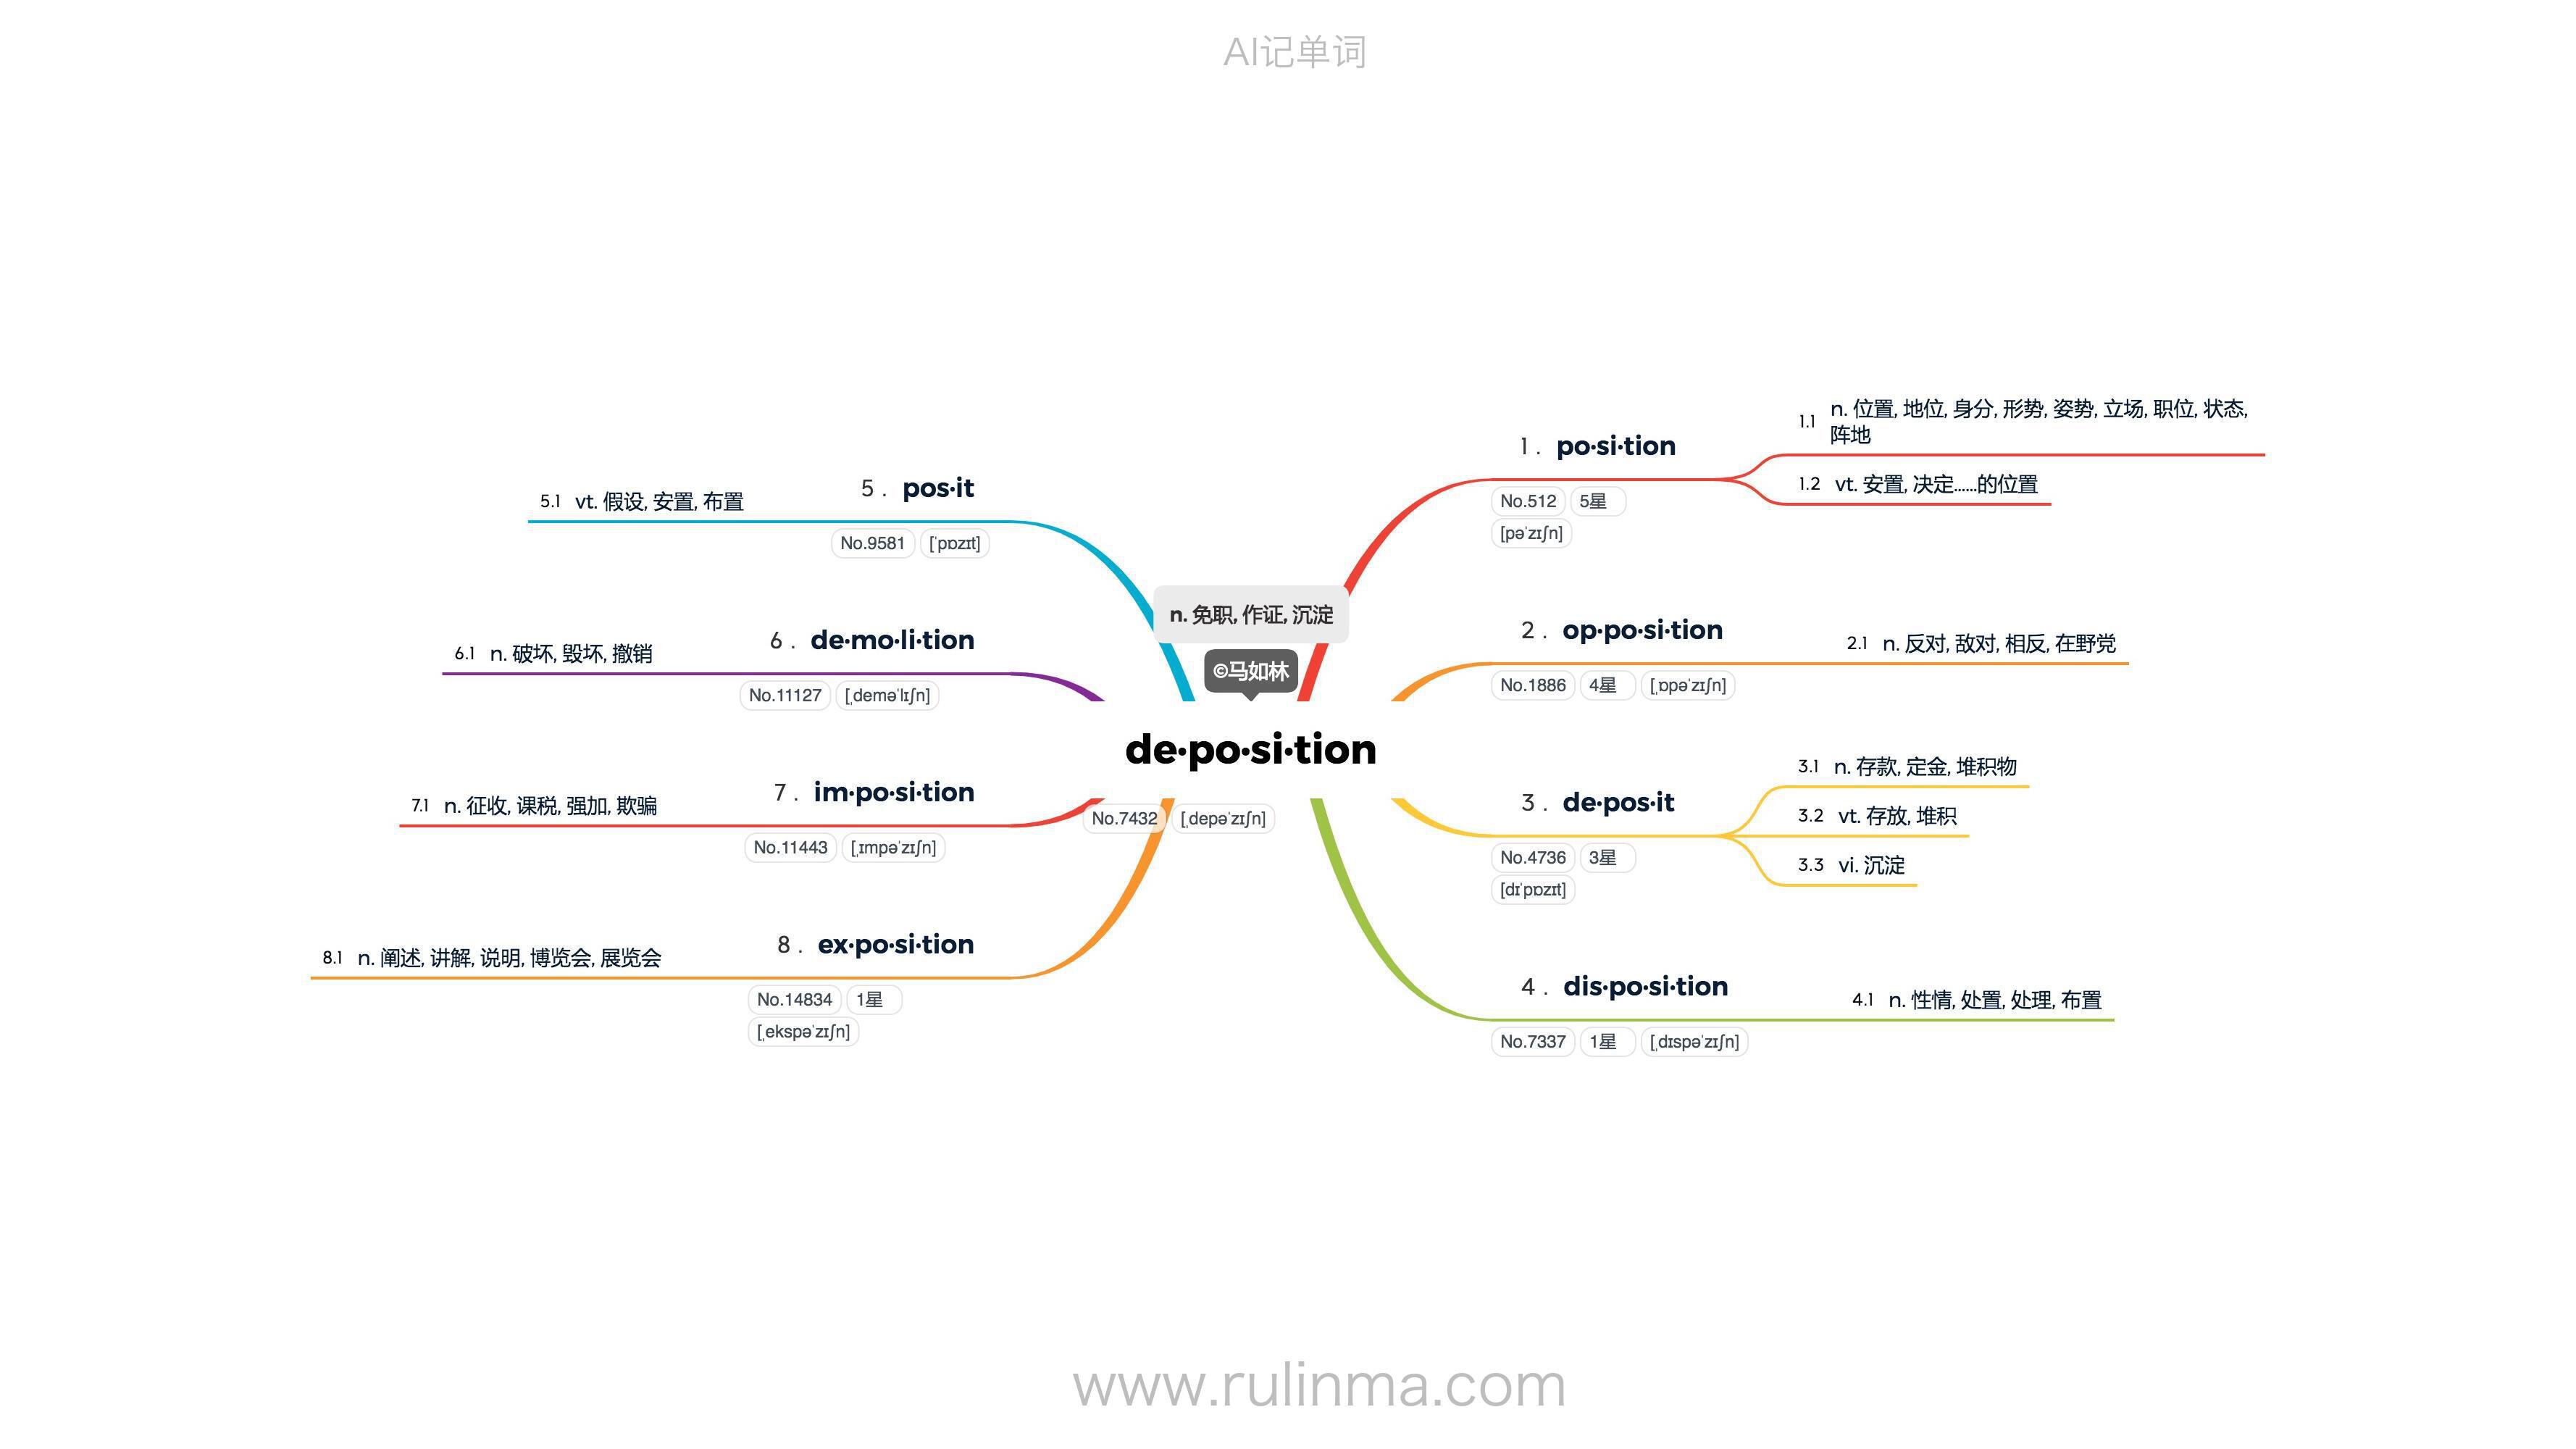 AI记单词
n. 免职, 作证, 沉淀
©马如林
de·po·si·tion
No.7432 [ˌdepəˈzɪʃn]
1 . po·si·tion
No.512 5星
[pəˈzɪʃn]
1.1 n. 位置, 地位, 身分, 形势, 姿势, 立场, 职位, 状态,
阵地
1.2 vt. 安置, 决定......的位置
2 . op·po·si·tion
No.1886 4星 [ˌɒpəˈzɪʃn]
2.1 n. 反对, 敌对, 相反, 在野党
3 . de·pos·it
No.4736 3星
[dɪˈpɒzɪt]
3.1 n. 存款, 定金, 堆积物
3.2 vt. 存放, 堆积
3.3 vi. 沉淀
4 . dis·po·si·tion
No.7337 1星 [ˌdɪspəˈzɪʃn]
4.1 n. 性情, 处置, 处理, 布置
5 . pos·it
No.9581 [ˈpɒzɪt]
5.1 vt. 假设, 安置, 布置
6 . de·mo·li·tion
No.11127 [ˌdeməˈlɪʃn]
6.1 n. 破坏, 毁坏, 撤销
7 . im·po·si·tion
No.11443 [ˌɪmpəˈzɪʃn]
7.1 n. 征收, 课税, 强加, 欺骗
8 . ex·po·si·tion
No.14834 1星
[ˌekspəˈzɪʃn]
8.1 n. 阐述, 讲解, 说明, 博览会, 展览会
www.rulinma.com